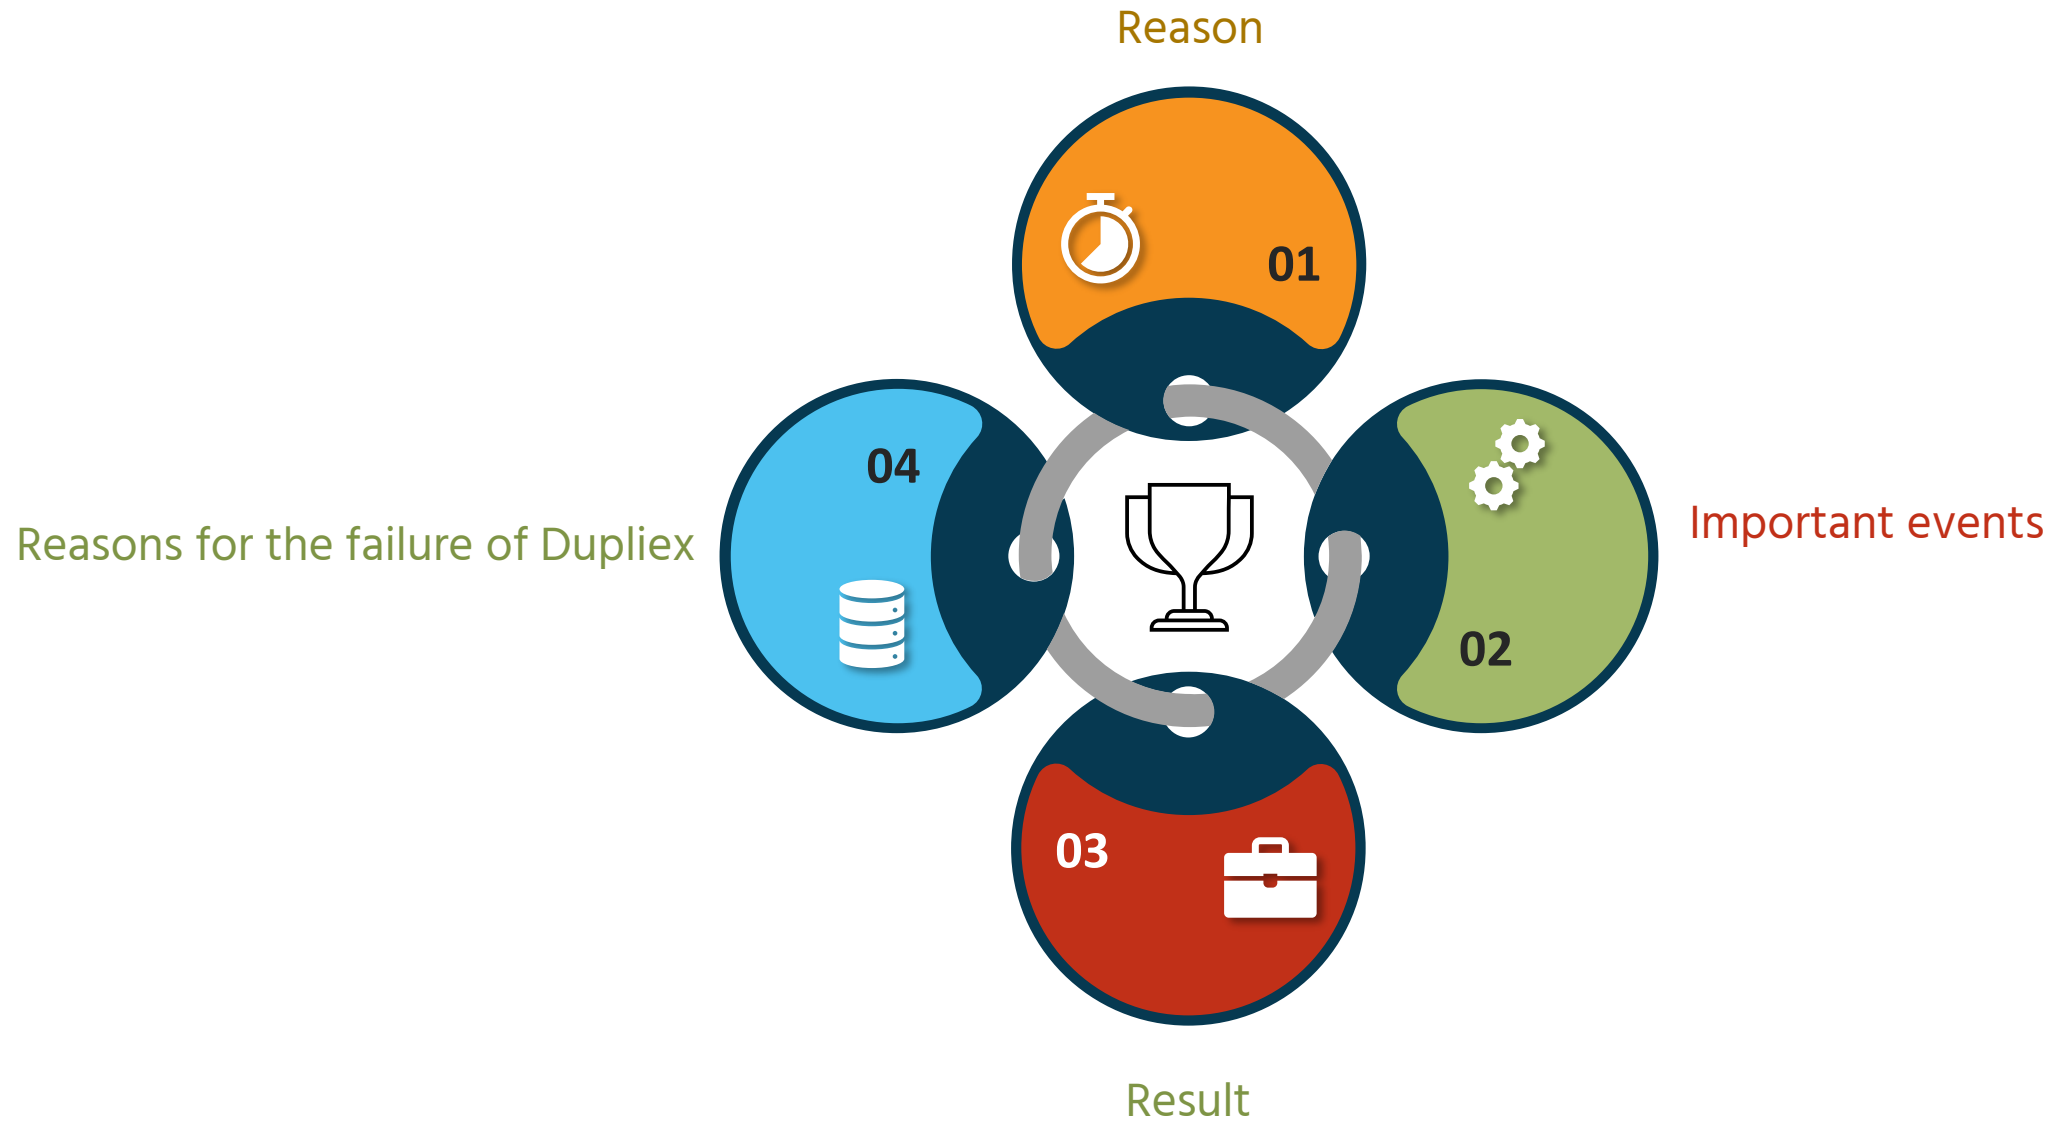 Reason
01
04
Reasons for the failure of Dupliex
Important events
02
03
Result